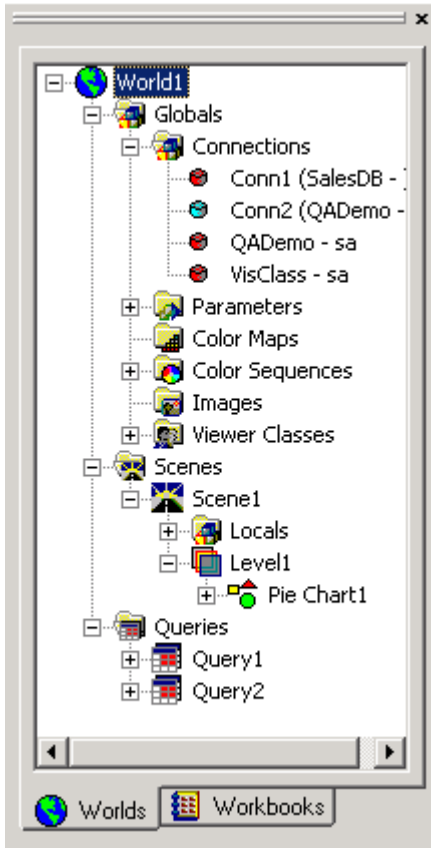 World1
Globals
Connections
Conn1 (SalesDB -
Conn2 (QADemo -
QADemo - sa
VisClass - sa
Parameters
Color Maps
Color Sequences
Images
Viewer Classes
Scenes
Scene1
Locals
Level1
Pie Chart1
Queries
Query1
Query2
Worlds Workbooks